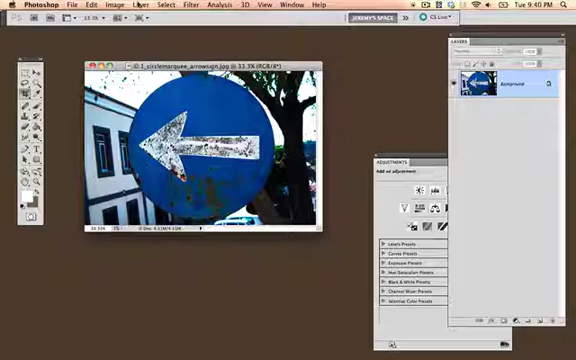 Photoshop File Edit Image Layer Select Filter Analysis 3D View Window Help
Tue 9:40 PM
33.3%
JEREMY'S SPACE
CS Live
1_circlemarquee_arrowsign.jpg @ 33.3% (RGB/8*)
LAYERS
Background
ADJUSTMENTS
Add an adjustment
Levels Presets
Curves Presets
Exposure Presets
Hue/Saturation Presets
Black & White Presets
Channel Mixer Presets
Selective Color Presets